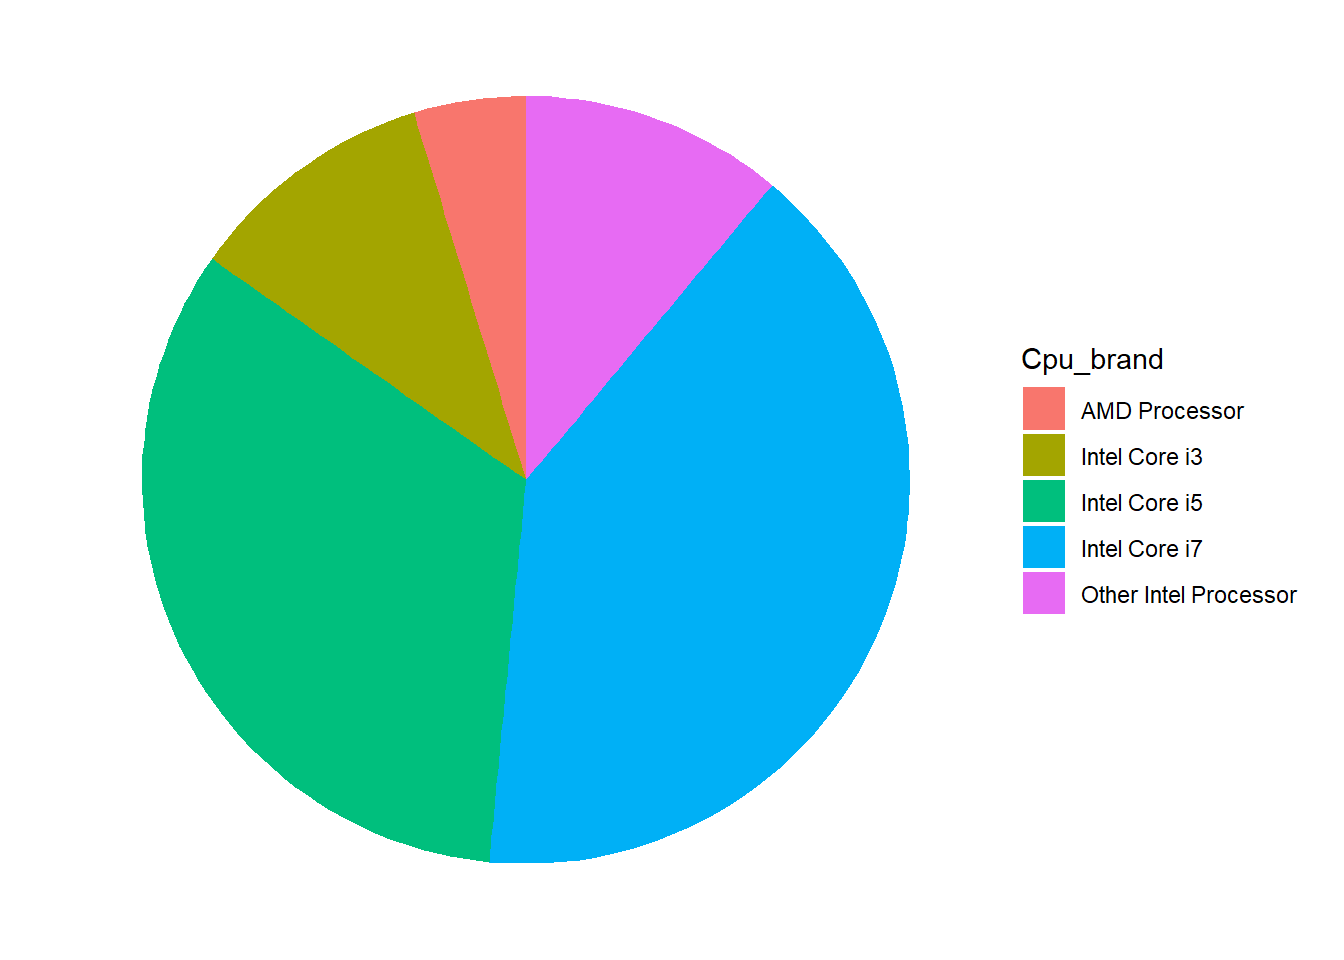 Cpu_brand
AMD Processor
Intel Core i3
Intel Core i5
Intel Core i7
Other Intel Processor